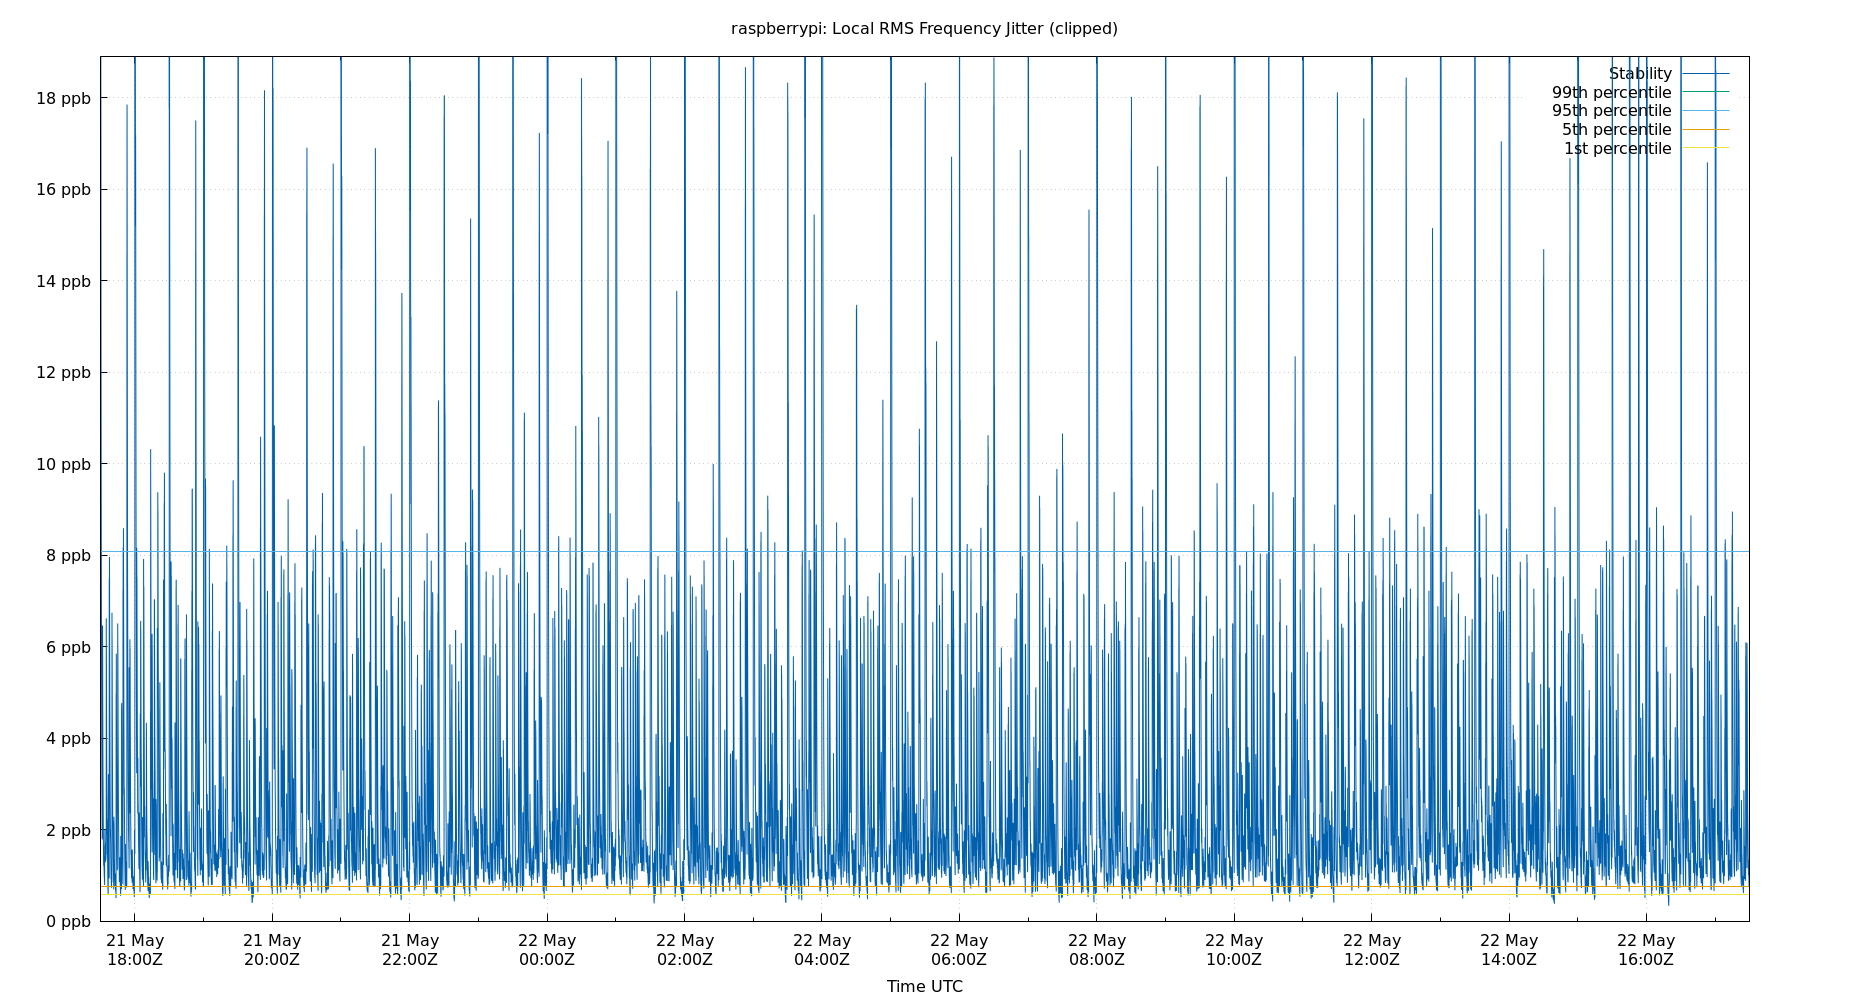 raspberrypi: Local RMS Frequency Jitter (clipped)
Stability
99th percentile
95th percentile
5th percentile
1st percentile
18 ppb
16 ppb
14 ppb
12 ppb
10 ppb
8 ppb
6 ppb
4 ppb
2 ppb
0 ppb
21 May 21 May 21 May 22 May 22 May 22 May 22 May 22 May 22 May 22 May 22 May 22 May
18:00Z 20:00Z 22:00Z 00:00Z 02:00Z 04:00Z 06:00Z 08:00Z 10:00Z 12:00Z 14:00Z 16:00Z
Time UTC